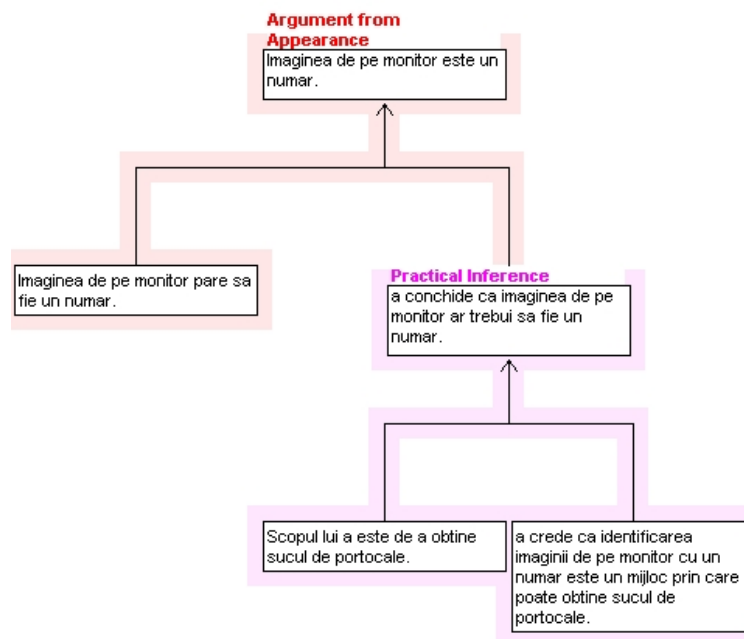 Argument from
Appearance
Imaginea de pe monitor este un
numar.
Imaginea de pe monitor pare sa
fie un numar.
Practical Inference
a conchide ca imaginea de pe
monitor ar trebui sa fie un
numar.
Scopul lui a este de a obtine
sucul de portocale.
a crede ca identificarea
imaginii de pe monitor cu un
numar este un mijloc prin care
poate obtine sucul de
portocale.